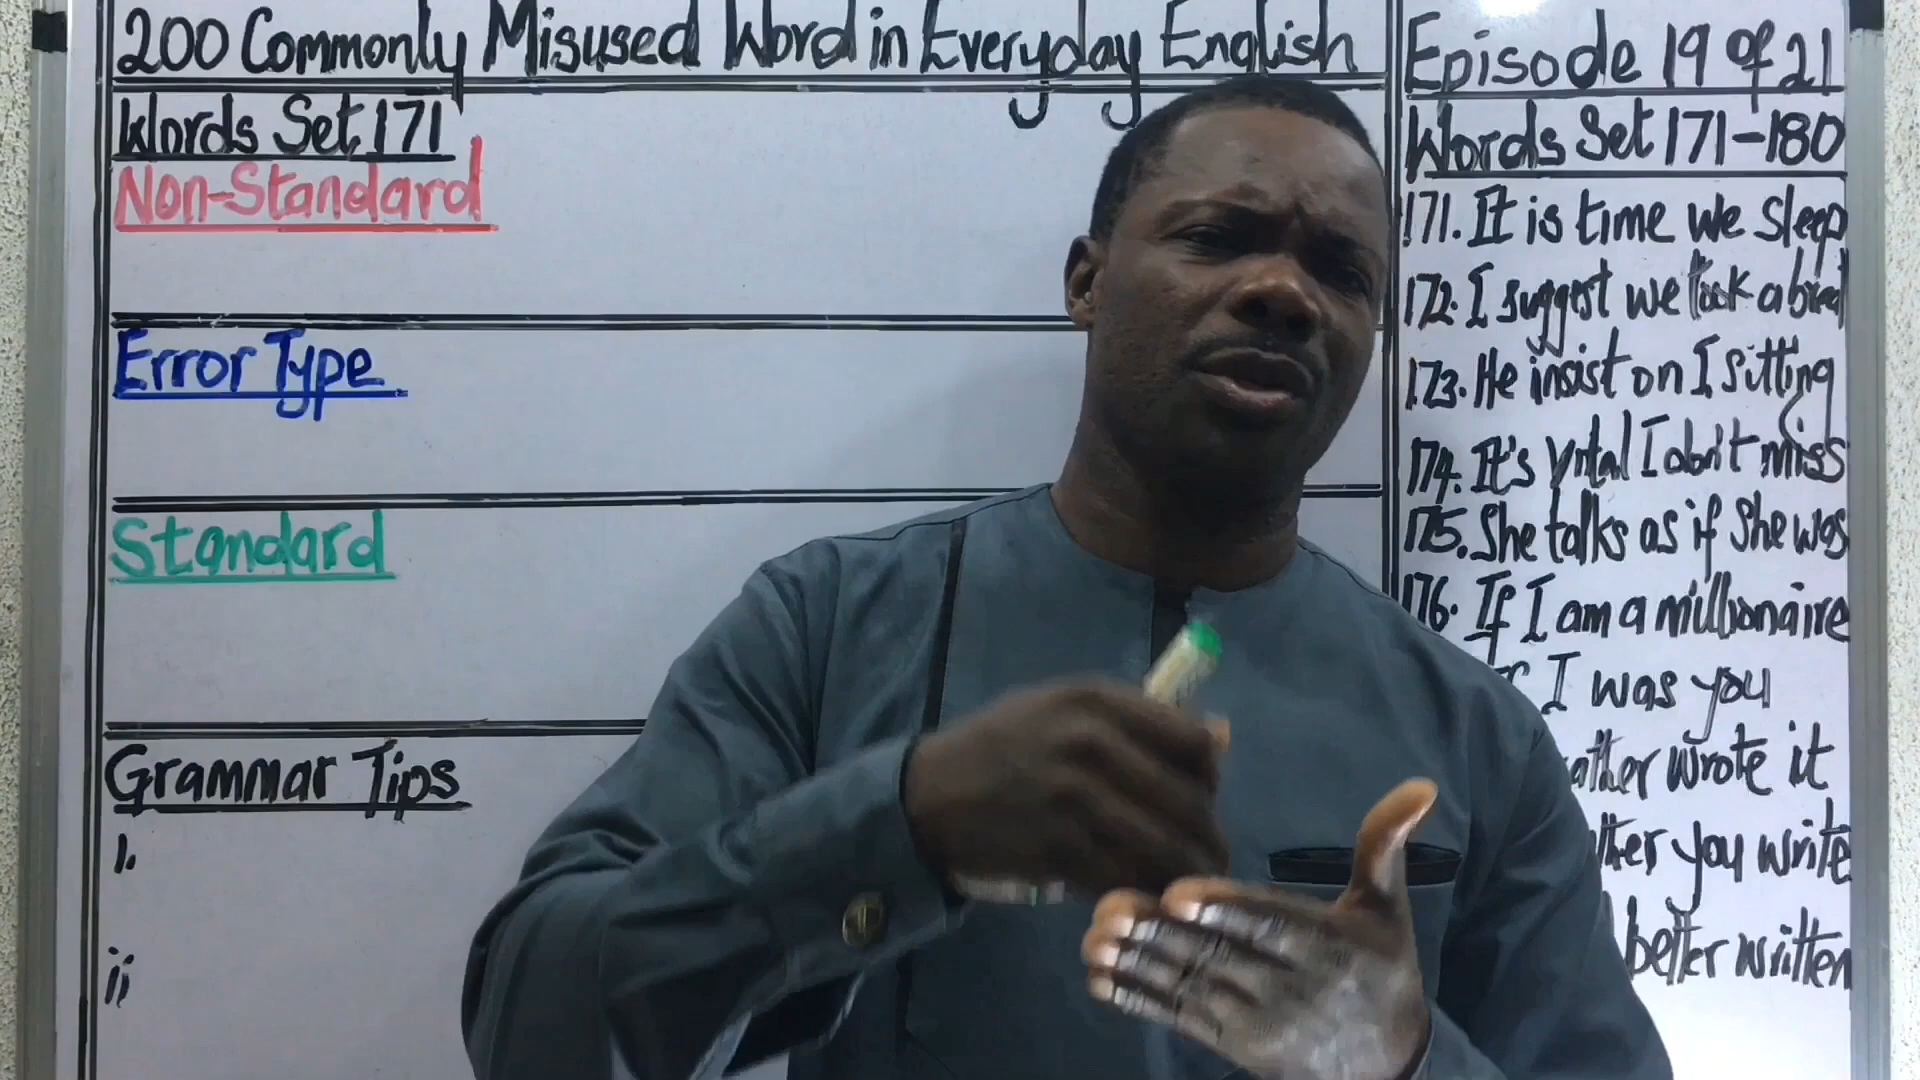 200 Commonly Misused Word in Everyday English
Words Set 171
Non-Standard
Error Type
Standard
Grammar Tips
i.
ii
Episode 19 of 21
Words Set 171-180
171. It is time we sleep
172. I suggest we took a
173. He insist on I sitting
174. It's Vital I don't miss
175. She talks as if She was
176. If I am a millionaire
I was you
wrote it
you write
better written